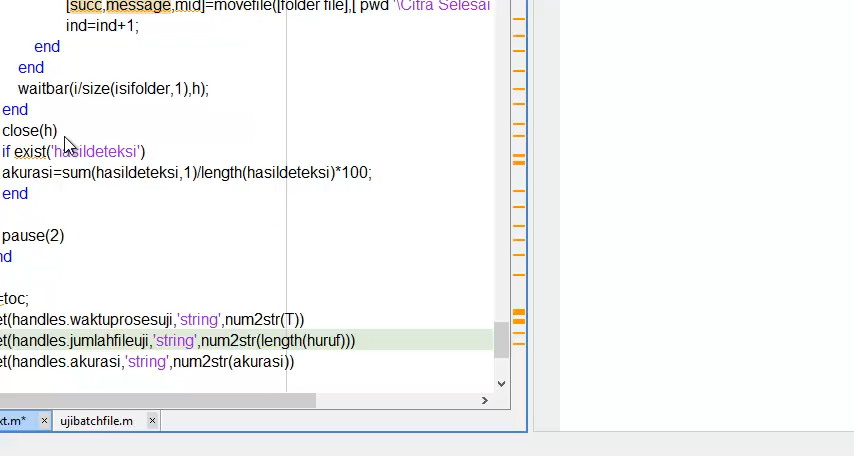 [succ,message,mid]=movefile([folder file],[ pwd '\Citra Selesai
ind=ind+1;
end
end
waitbar(i/size(isifolder,1),h);
end
close(h)
if exist('hasildeteksi')
akurasi=sum(hasildeteksi,1)/length(hasildeteksi)*100;
end
pause(2)
nd
=toc;
et(handles.waktuprosesuji,'string',num2str(T))
et(handles.jumlahfileuji,'string',num2str(length(huruf)))
et(handles.akurasi,'string',num2str(akurasi))
xt.m* × ujibatchfile.m ×